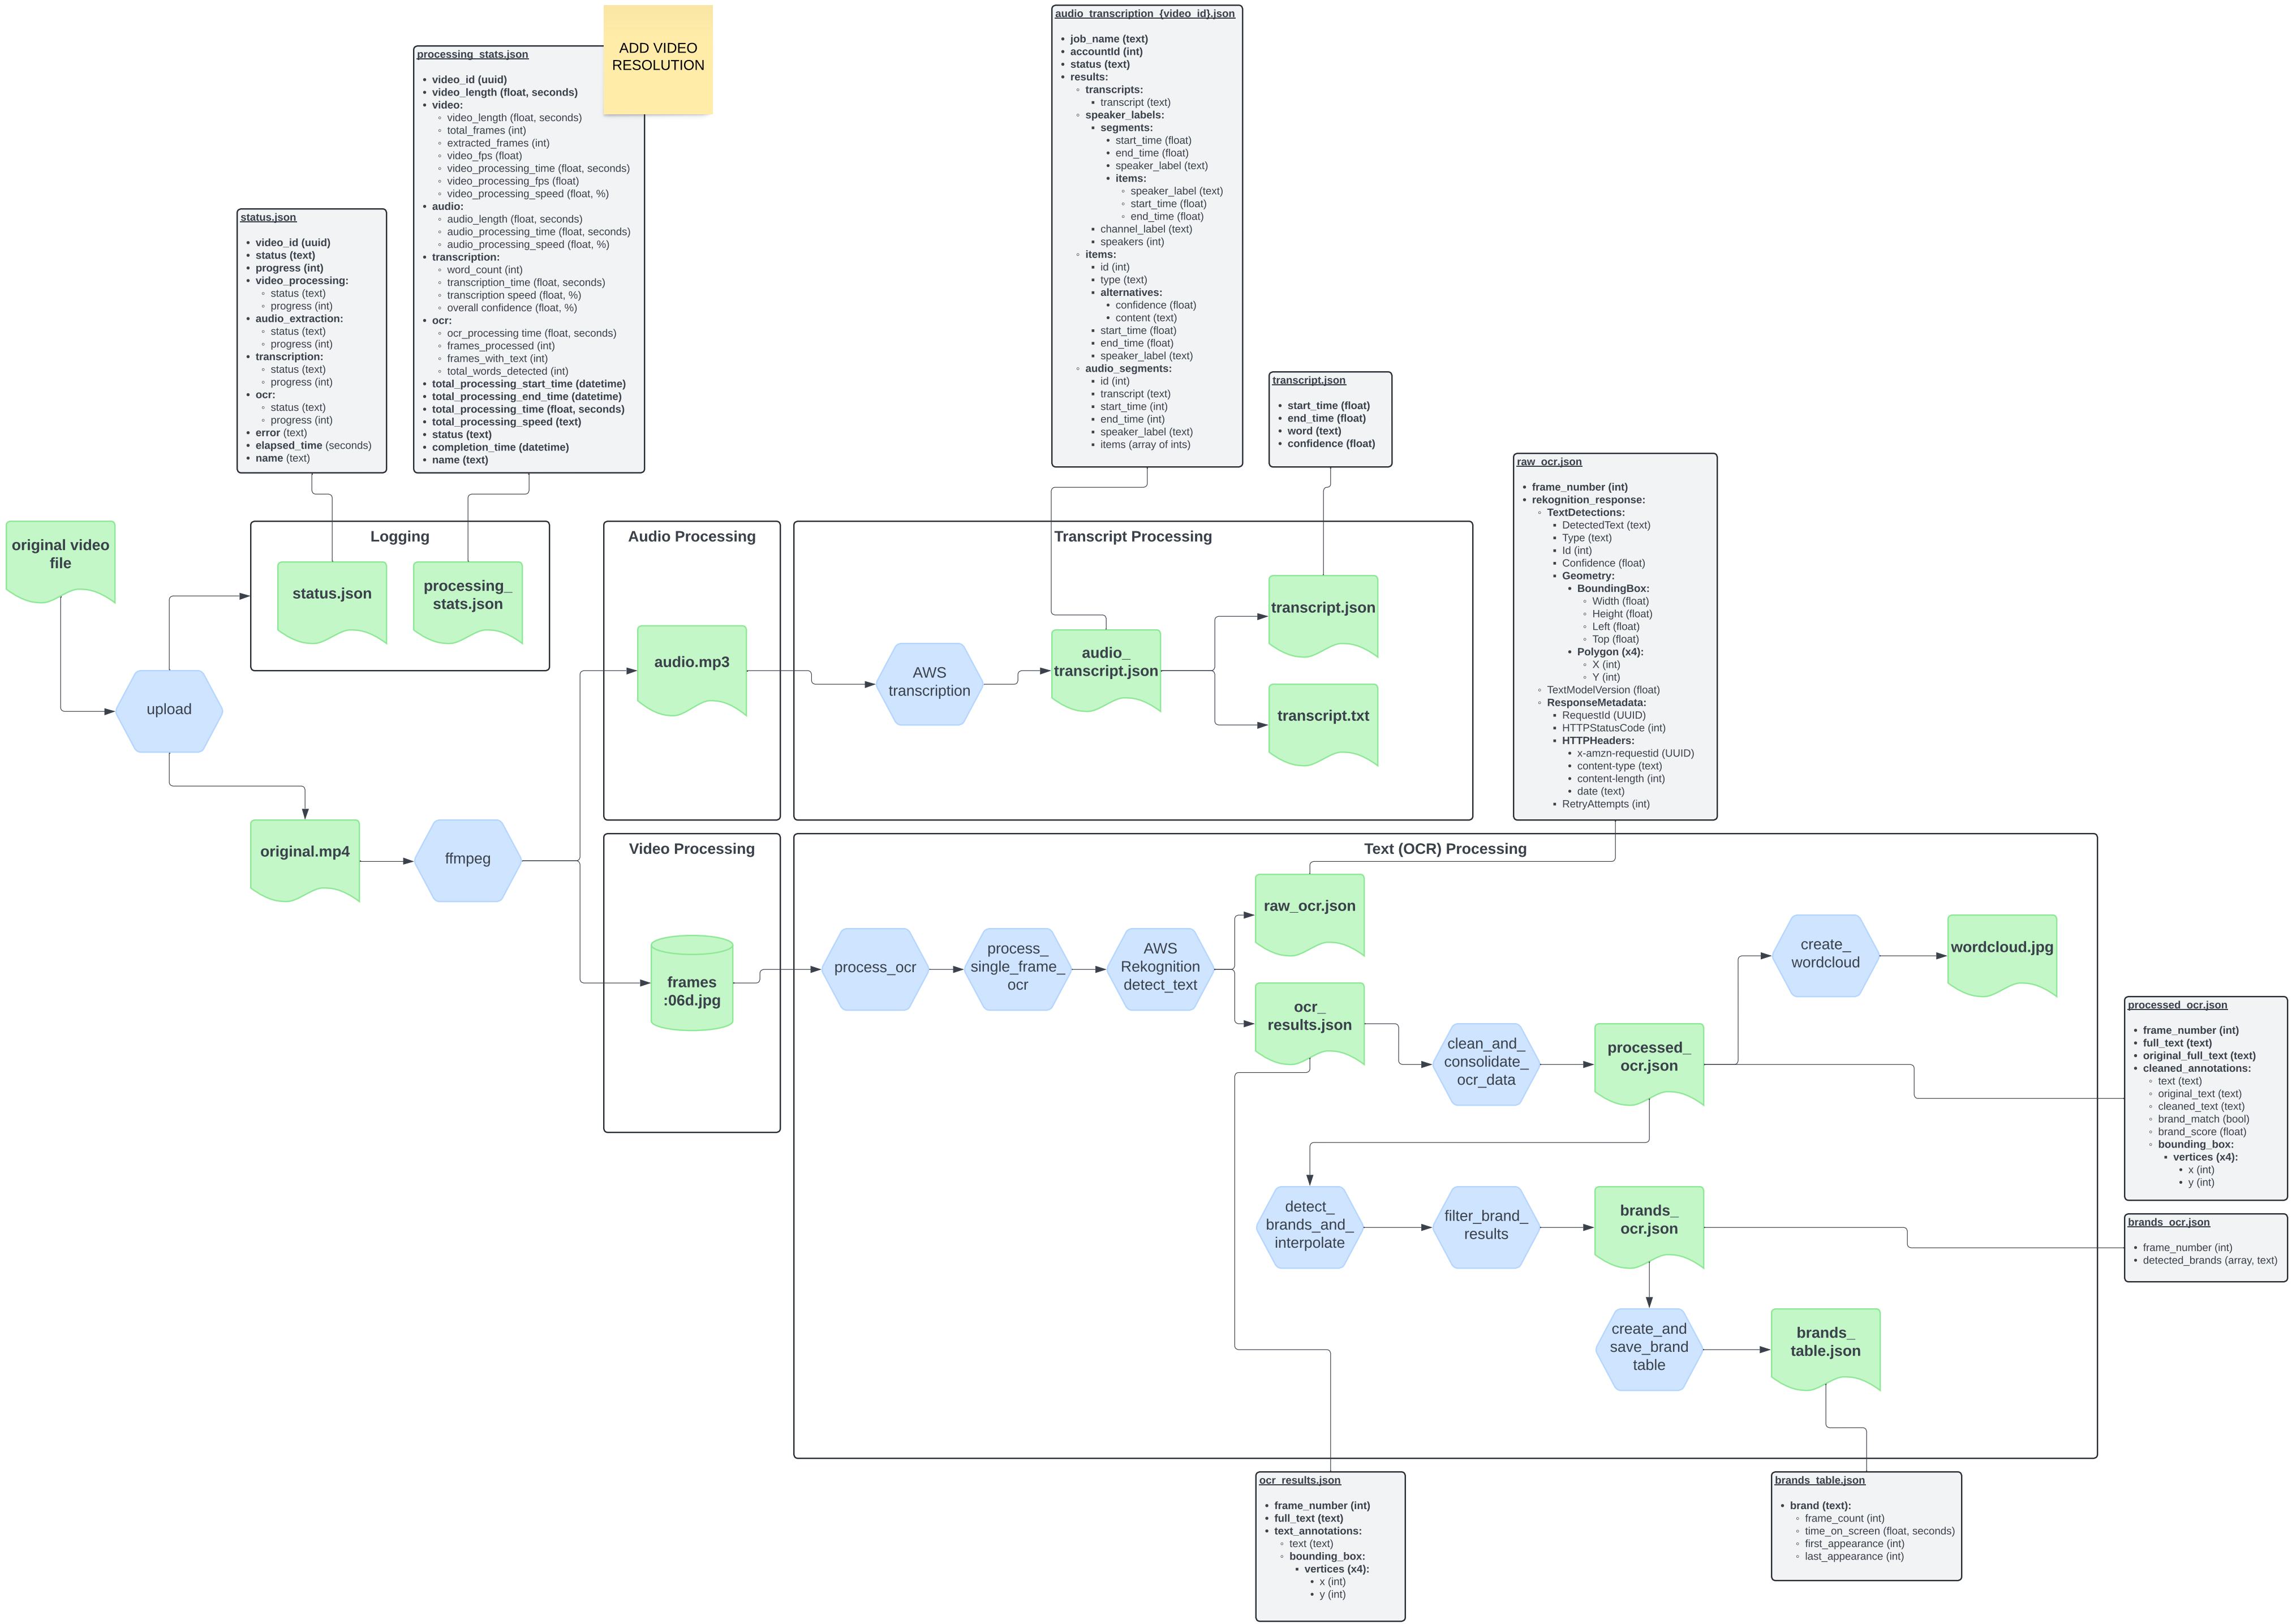 ADD VIDEO
RESOLUTION
processing_stats.json
• video_id (uuid)
• video_length (float, seconds)
• video:
◦ video_length (float, seconds)
◦ total_frames (int)
◦ extracted_frames (int)
◦ video_fps (float)
◦ video_processing_time (float, seconds)
◦ video_processing_fps (float)
◦ video_processing_speed (float, %)
• audio:
◦ audio_length (float, seconds)
◦ audio_processing_time (float, seconds)
◦ audio_processing_speed (float, %)
• transcription:
◦ word_count (int)
◦ transcription_time (float, seconds)
◦ transcription speed (float, %)
◦ overall confidence (float, %)
• ocr:
◦ ocr_processing time (float, seconds)
◦ frames_processed (int)
◦ frames_with_text (int)
◦ total_words_detected (int)
• total_processing_start_time (datetime)
• total_processing_end_time (datetime)
• total_processing_time (float, seconds)
• total_processing_speed (text)
• status (text)
• completion_time (datetime)
• name (text)
status.json
• video_id (uuid)
• status (text)
• progress (int)
• video_processing:
◦ status (text)
◦ progress (int)
• audio_extraction:
◦ status (text)
◦ progress (int)
• transcription:
◦ status (text)
◦ progress (int)
• ocr:
◦ status (text)
◦ progress (int)
• error (text)
• elapsed_time (seconds)
• name (text)
audio_transcription_{video_id}.json
• job_name (text)
• accountId (int)
• status (text)
• results:
◦ transcripts:
▪ transcript (text)
◦ speaker_labels:
▪ segments:
• start_time (float)
• end_time (float)
• speaker_label (text)
• items:
◦ speaker_label (text)
◦ start_time (float)
◦ end_time (float)
▪ channel_label (text)
▪ speakers (int)
◦ items:
▪ id (int)
▪ type (text)
▪ alternatives:
• confidence (float)
• content (text)
▪ start_time (float)
▪ end_time (float)
▪ speaker_label (text)
◦ audio_segments:
▪ id (int)
▪ transcript (text)
▪ start_time (int)
▪ end_time (int)
▪ speaker_label (text)
▪ items (array of ints)
transcript.json
• start_time (float)
• end_time (float)
• word (text)
• confidence (float)
raw_ocr.json
• frame_number (int)
• rekognition_response:
◦ TextDetections:
▪ DetectedText (text)
▪ Type (text)
▪ Id (int)
▪ Confidence (float)
▪ Geometry:
• BoundingBox:
◦ Width (float)
◦ Height (float)
◦ Left (float)
◦ Top (float)
• Polygon (x4):
◦ X (int)
◦ Y (int)
◦ TextModelVersion (float)
◦ ResponseMetadata:
▪ RequestId (UUID)
▪ HTTPStatusCode (int)
▪ HTTPHeaders:
• x-amzn-requestid (UUID)
• content-type (text)
• content-length (int)
• date (text)
▪ RetryAttempts (int)
original video
file
upload
Logging
status.json
processing_
stats.json
original.mp4
ffmpeg
Audio Processing
audio.mp3
Transcript Processing
AWS
transcription
audio_
transcript.json
transcript.json
transcript.txt
Video Processing
frames
:06d.jpg
Text (OCR) Processing
process_ocr
process_
single_frame_
ocr
AWS
Rekognition
detect_text
raw_ocr.json
ocr_
results.json
clean_and_
consolidate_
ocr_data
processed_
ocr.json
create_
wordcloud
wordcloud.jpg
detect_
brands_and_
interpolate
filter_brand_
results
brands_
ocr.json
create_and
save_brand
table
brands_
table.json
processed_ocr.json
• frame_number (int)
• full_text (text)
• original_full_text (text)
• cleaned_annotations:
◦ text (text)
◦ original_text (text)
◦ cleaned_text (text)
◦ brand_match (bool)
◦ brand_score (float)
◦ bounding_box:
▪ vertices (x4):
• x (int)
• y (int)
brands_ocr.json
• frame_number (int)
• detected_brands (array, text)
ocr_results.json
• frame_number (int)
• full_text (text)
• text_annotations:
◦ text (text)
◦ bounding_box:
▪ vertices (x4):
• x (int)
• y (int)
brands_table.json
• brand (text):
◦ frame_count (int)
◦ time_on_screen (float, seconds)
◦ first_appearance (int)
◦ last_appearance (int)